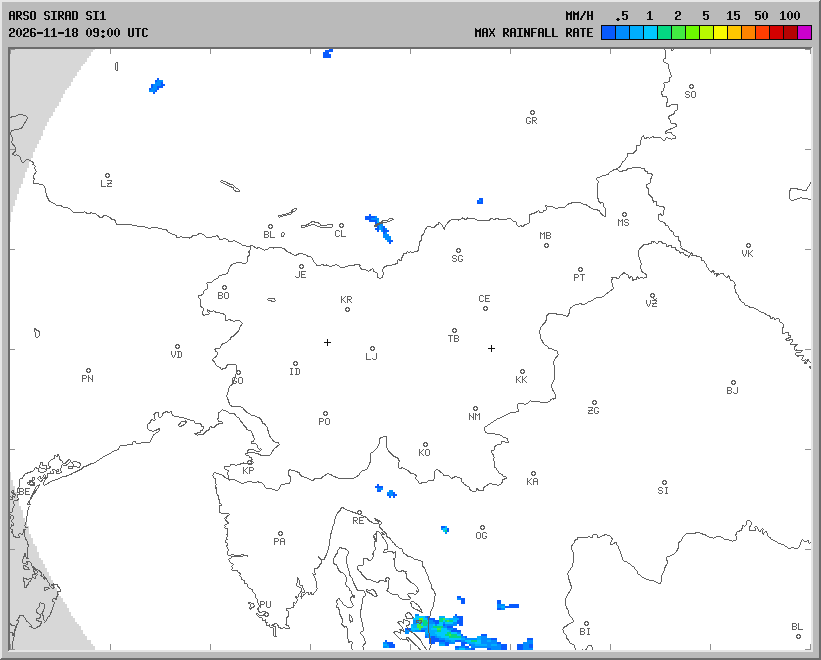 ARSO SIRAD SI1
2026-11-18 09:00 UTC
MM/H .5 1 2 5 15 50 100
MAX RAINFALL RATE
SO
GR
LZ
MS
BL
CL
MB
VK
SG
JE
PT
BO
KR
CE
VZ
TB
VD
LJ
ID
GO
PN
KK
BJ
NM
ZG
PO
KO
KP
KA
BE
SI
RE
OG
PA
PU
BI
BL